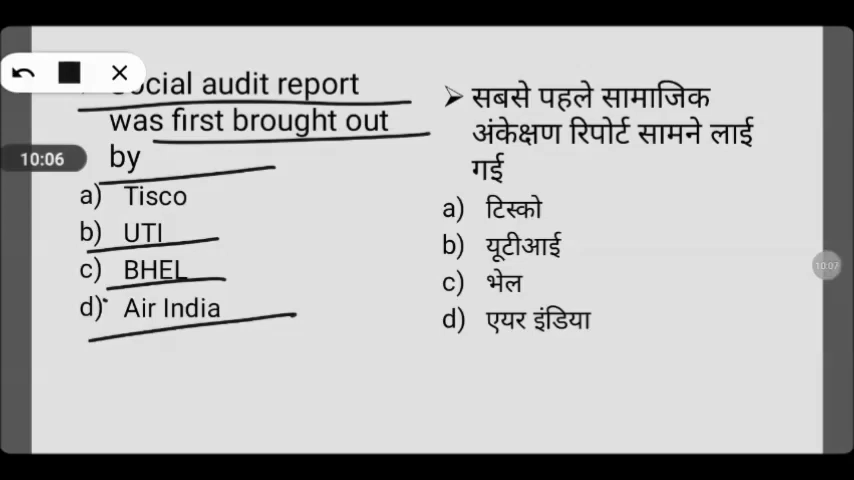 Social audit report
was first brought out
by
a) Tisco
b) UTI
c) BHEL
d) Air India
➢ सबसे पहले सामाजिक
अंकेक्षण रिपोर्ट सामने लाई
गई
a) टिस्को
b) यूटीआई
c) भेल
d) एयर इंडिया
10:06
10:07